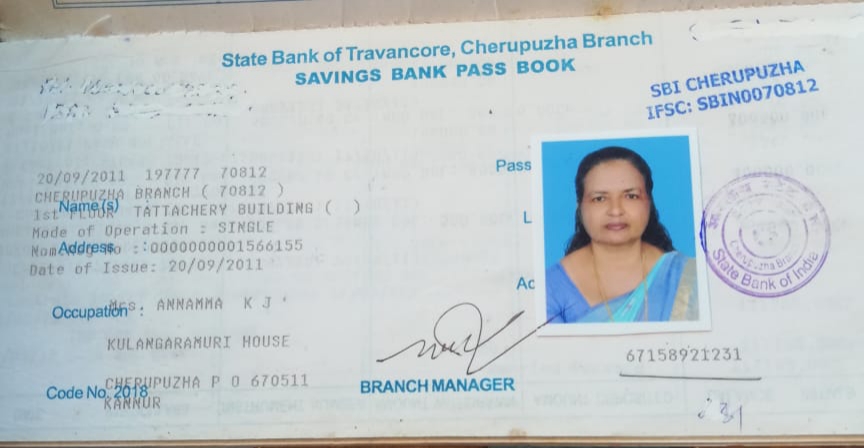 State Bank of Travancore, Cherupuzha Branch
SAVINGS BANK PASS BOOK
SBI CHERUPUZHA
IFSC: SBIN0070812
20/09/2011 197777 70812
CHERUPUZHA BRANCH ( 70812 )
Name(s)
1st FLOOR TATTACHERY BUILDING ( )
Mode of Operation : SINGLE
Address
No :0000000001566155
Date of Issue: 20/09/2011
Pass
L
Ac
Occupation :
Mrs. ANNAMMA K J
KULANGARAMURI HOUSE
CHERUPUZHA P O 670511
Code No. 2018
KANNUR
BRANCH MANAGER
67158921231
Cherupuzha Bra
State Bank of India